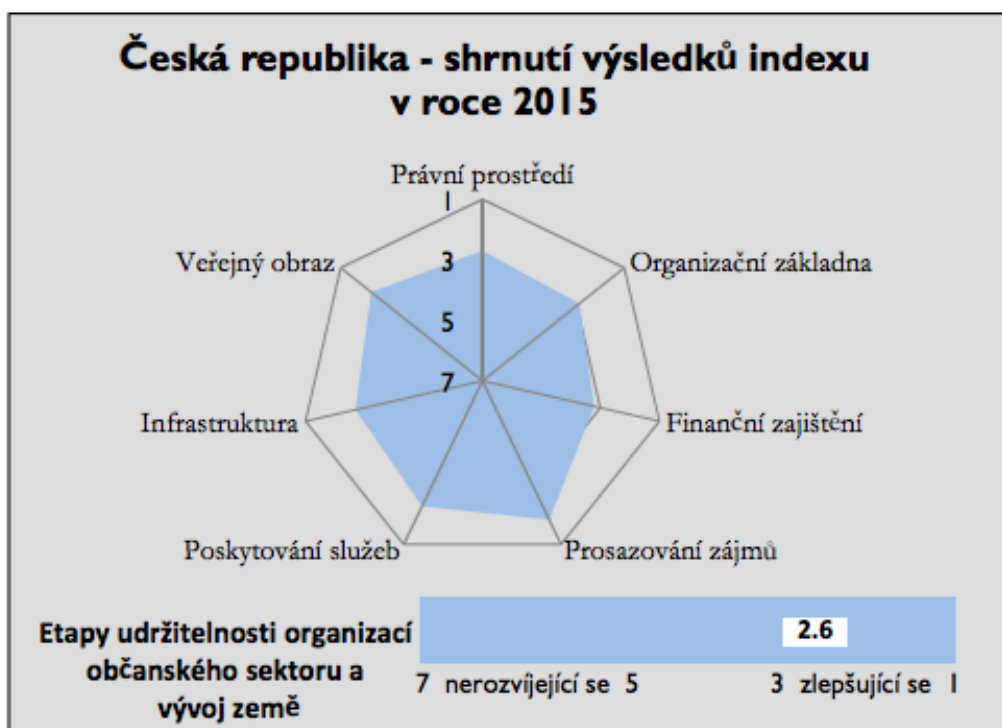 Česká republika - shrnutí výsledků indexu
v roce 2015
Právní prostředí
1
Veřejný obraz
3
Organizační základna
5
7
Infrastruktura
Finanční zajištění
Poskytování služeb
Prosazování zájmů
Etapy udržitelnosti organizací
občanského sektoru a
vývoj země
2.6
7 nerozvíjející se 5
3 zlepšující se 1